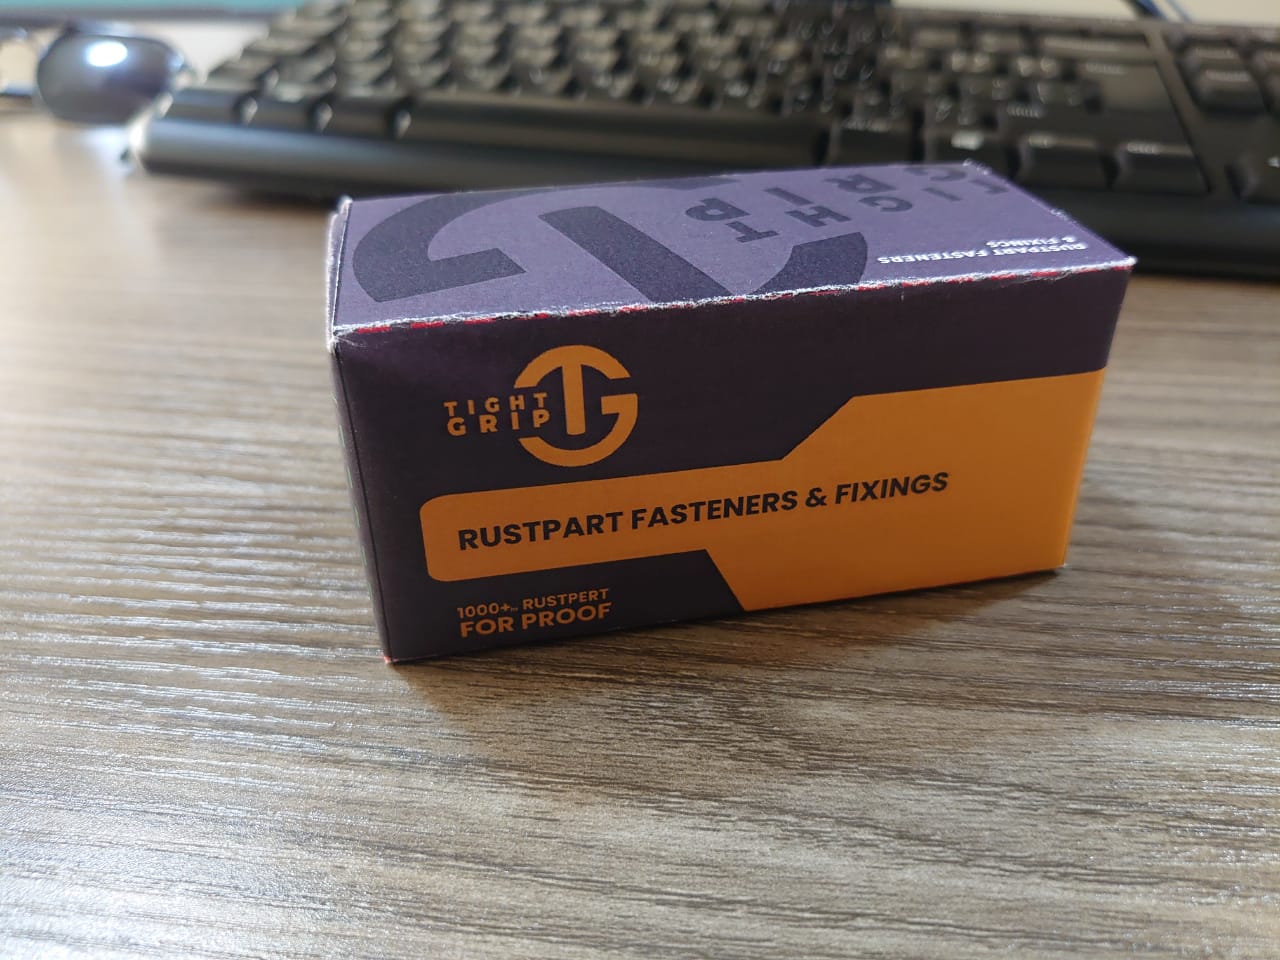 TIGHT
GRIP
RUSTPART FASTENERS
& FIXINGS
TIGHT
GRIP
RUSTPART FASTENERS & FIXINGS
1000+ RUSTPERT
FOR PROOF